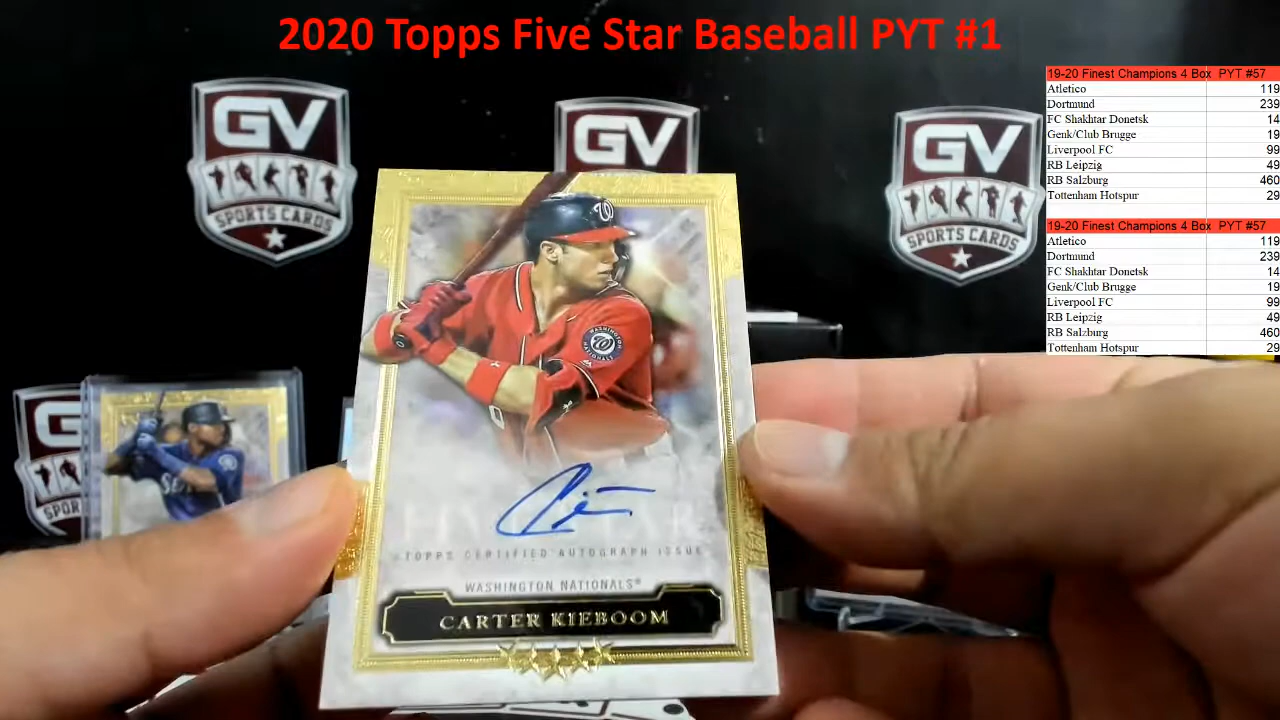 2020 Topps Five Star Baseball PYT #1
19-20 Finest Champions 4 Box PYT #57
Atletico 119
Dortmund 239
FC Shakhtar Donetsk 14
Genk/Club Brugge 19
Liverpool FC 99
RB Leipzig 49
RB Salzburg 460
Tottenham Hotspur 29
19-20 Finest Champions 4 Box PYT #57
Atletico 119
Dortmund 239
FC Shakhtar Donetsk 14
Genk/Club Brugge 19
Liverpool FC 99
RB Leipzig 49
RB Salzburg 460
Tottenham Hotspur 29
GV
SPORTS CARDS
GV
GV
SPORTS CARDS
W
WASHINGTON NATIONALS
W
FIVE STAR
TOPPS CERTIFIED AUTOGRAPH ISSUE
WASHINGTON NATIONALS®
CARTER KIEBOOM